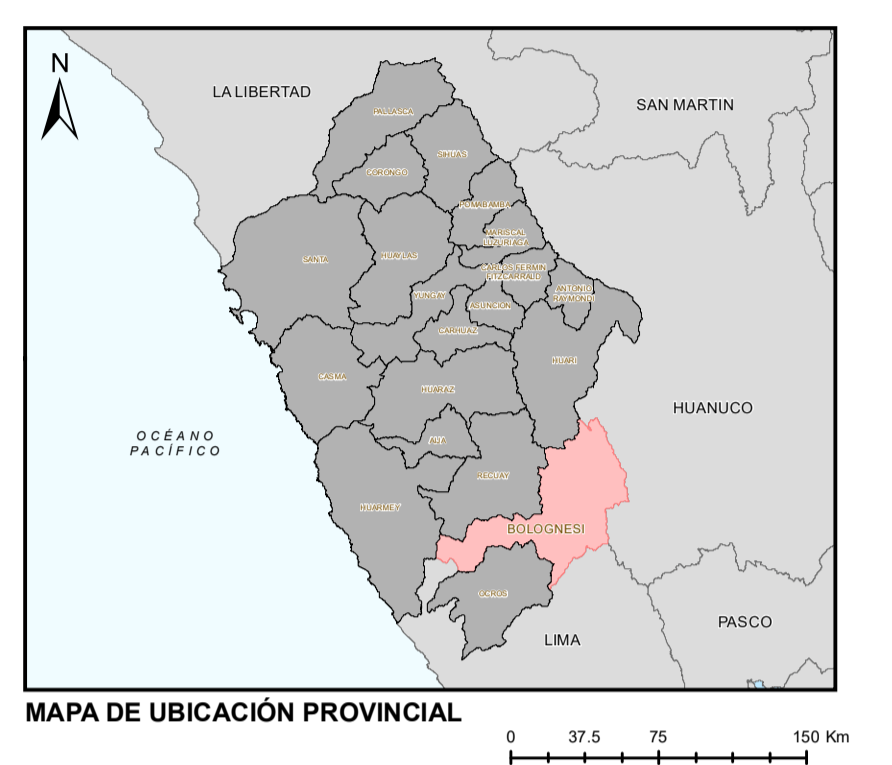 N
LA LIBERTAD
SAN MARTIN
PALLASCA
SIHUAS
CORONGO
POMABAMBA
MARISCAL
LUZURIAGA
SANTA
HUAYLAS
CARLOS FERMIN
FITZCARRALD
ANTONIO
RAYMONDI
YUNGAY
ASUNCION
CARHUAZ
HUARI
CASMA
HUARAZ
HUANUCO
OCÉANO
PACÍFICO
ALIA
RECUAY
HUARMEY
BOLOGNESI
OCROS
PASCO
LIMA
MAPA DE UBICACIÓN PROVINCIAL
0 37.5 75 150 Km